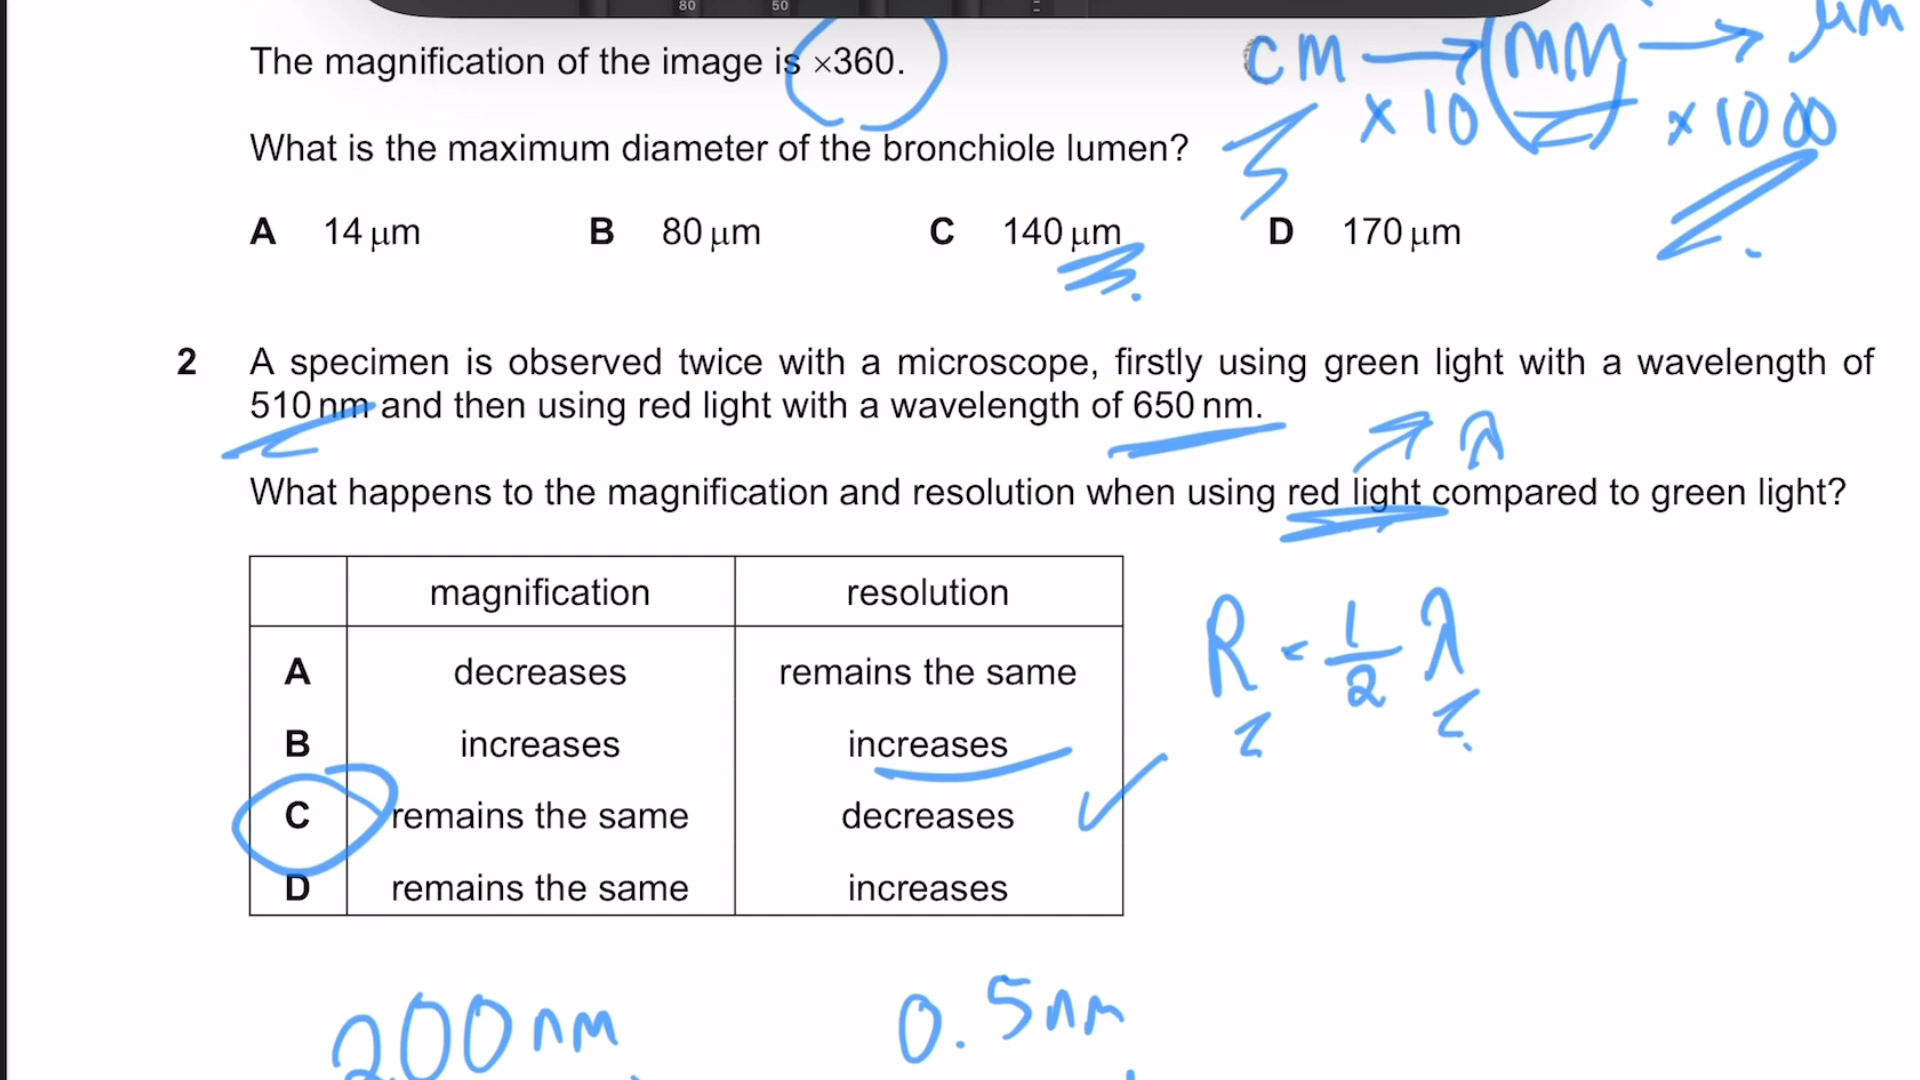 80 50
The magnification of the image is ×360.
cm → mm → μm
×10 ×1000
What is the maximum diameter of the bronchiole lumen?
A 14 μm B 80 μm C 140 μm D 170 μm
2 A specimen is observed twice with a microscope, firstly using green light with a wavelength of
510 nm and then using red light with a wavelength of 650 nm.
λ
What happens to the magnification and resolution when using red light compared to green light?
magnification resolution
A decreases remains the same
B increases increases
C remains the same decreases
D remains the same increases
R = 1/2 λ
200nm 0.5nm